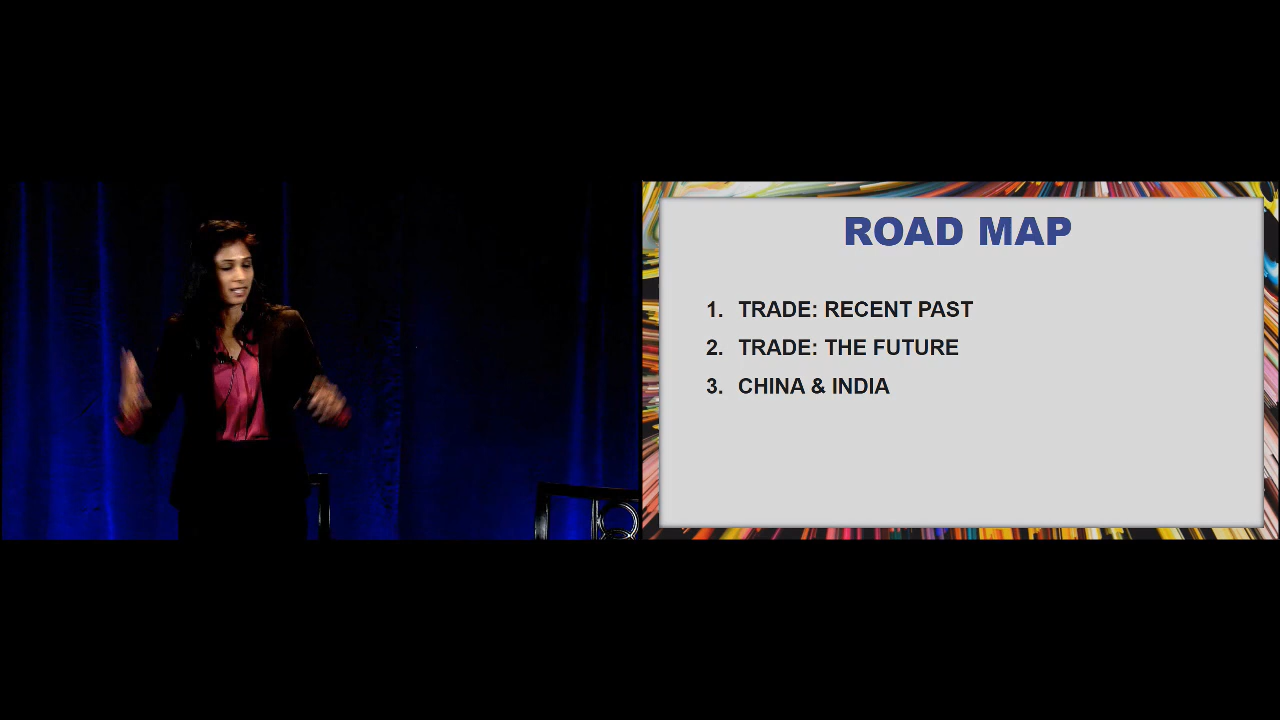 ROAD MAP
1. TRADE: RECENT PAST
2. TRADE: THE FUTURE
3. CHINA & INDIA